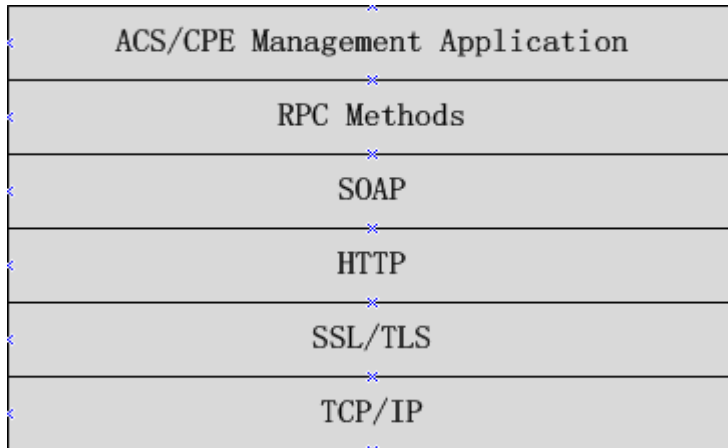 ACS/CPE Management Application
RPC Methods
SOAP
HTTP
SSL/TLS
TCP/IP